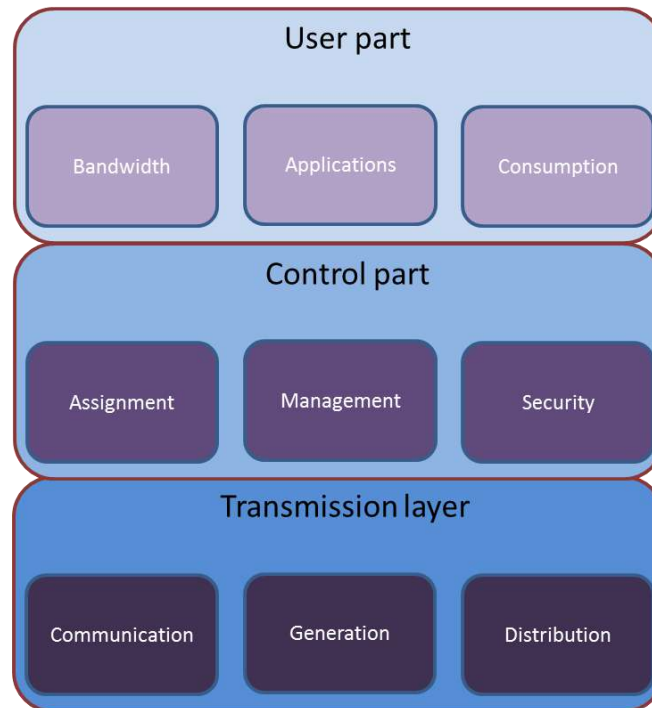 User part
Bandwidth
Applications
Consumption
Control part
Assignment
Management
Security
Transmission layer
Communication
Generation
Distribution